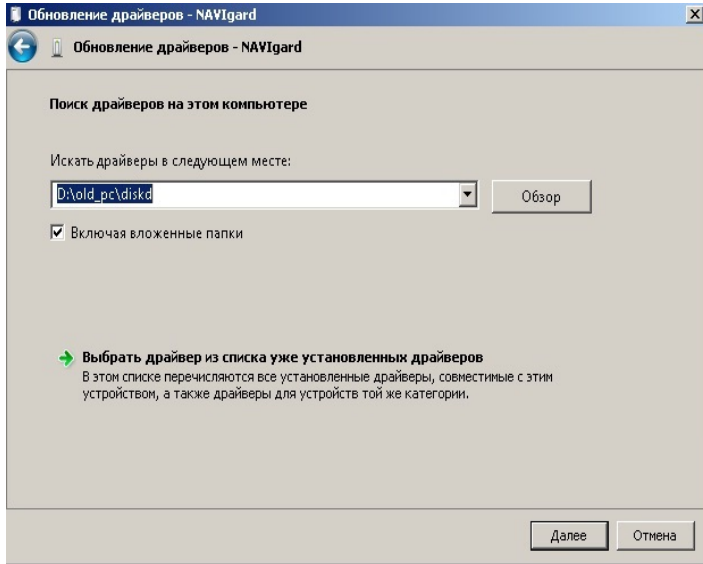 Обновление драйверов - NAVIgard
Обновление драйверов - NAVIgard
Поиск драйверов на этом компьютере
Искать драйверы в следующем месте:
D:\old_pc\diskd
Обзор
Включая вложенные папки
Выбрать драйвер из списка уже установленных драйверов
В этом списке перечисляются все установленные драйверы, совместимые с этим
устройством, а также драйверы для устройств той же категории.
Далее
Отмена